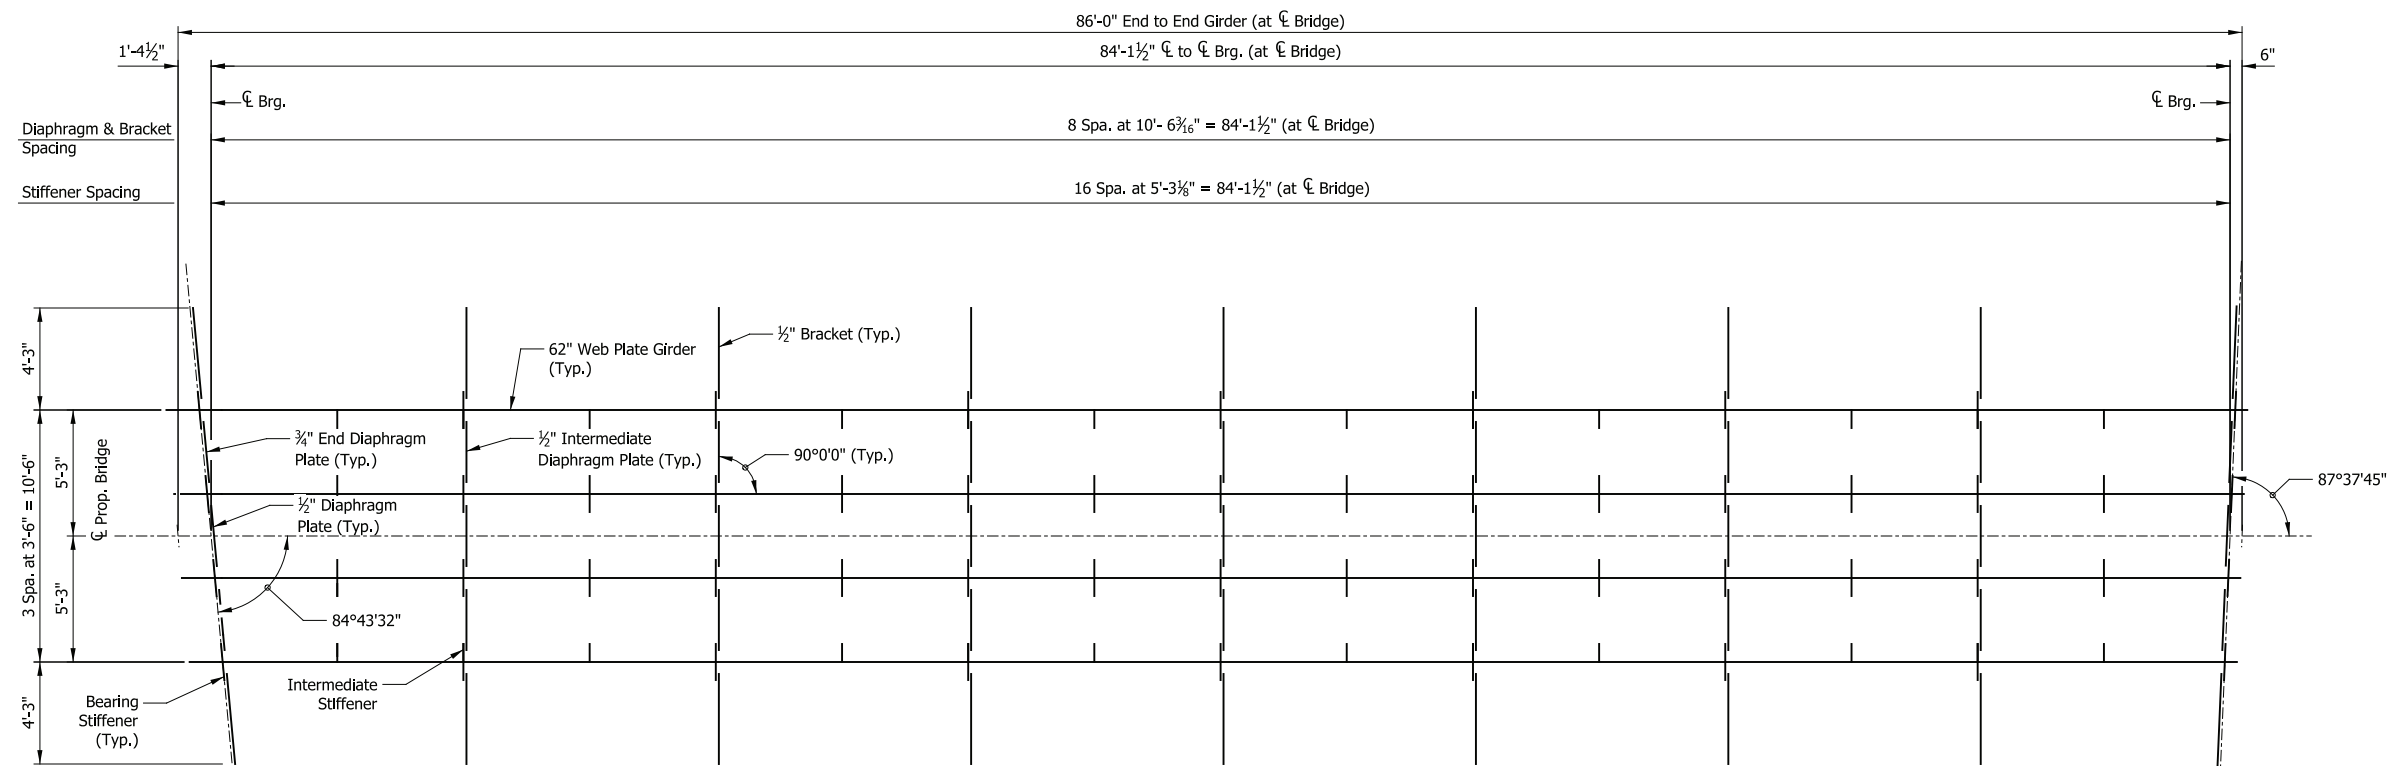 86'-0" End to End Girder (at ℄ Bridge)
1'-4½"
84'-1½" ℄ to ℄ Brg. (at ℄ Bridge)
6"
℄ Brg.
℄ Brg.
Diaphragm & Bracket
Spacing
8 Spa. at 10'- 6³⁄₁₆" = 84'-1½" (at ℄ Bridge)
Stiffener Spacing
16 Spa. at 5'-3⅛" = 84'-1½" (at ℄ Bridge)
4'-3"
62" Web Plate Girder
(Typ.)
½" Bracket (Typ.)
3 Spa. at 3'-6" = 10'-6"
5'-3"
℄ Prop. Bridge
¾" End Diaphragm
Plate (Typ.)
½" Intermediate
Diaphragm Plate (Typ.)
90°0'0" (Typ.)
87°37'45"
½" Diaphragm
Plate (Typ.)
5'-3"
84°43'32"
4'-3"
Bearing
Stiffener
(Typ.)
Intermediate
Stiffener